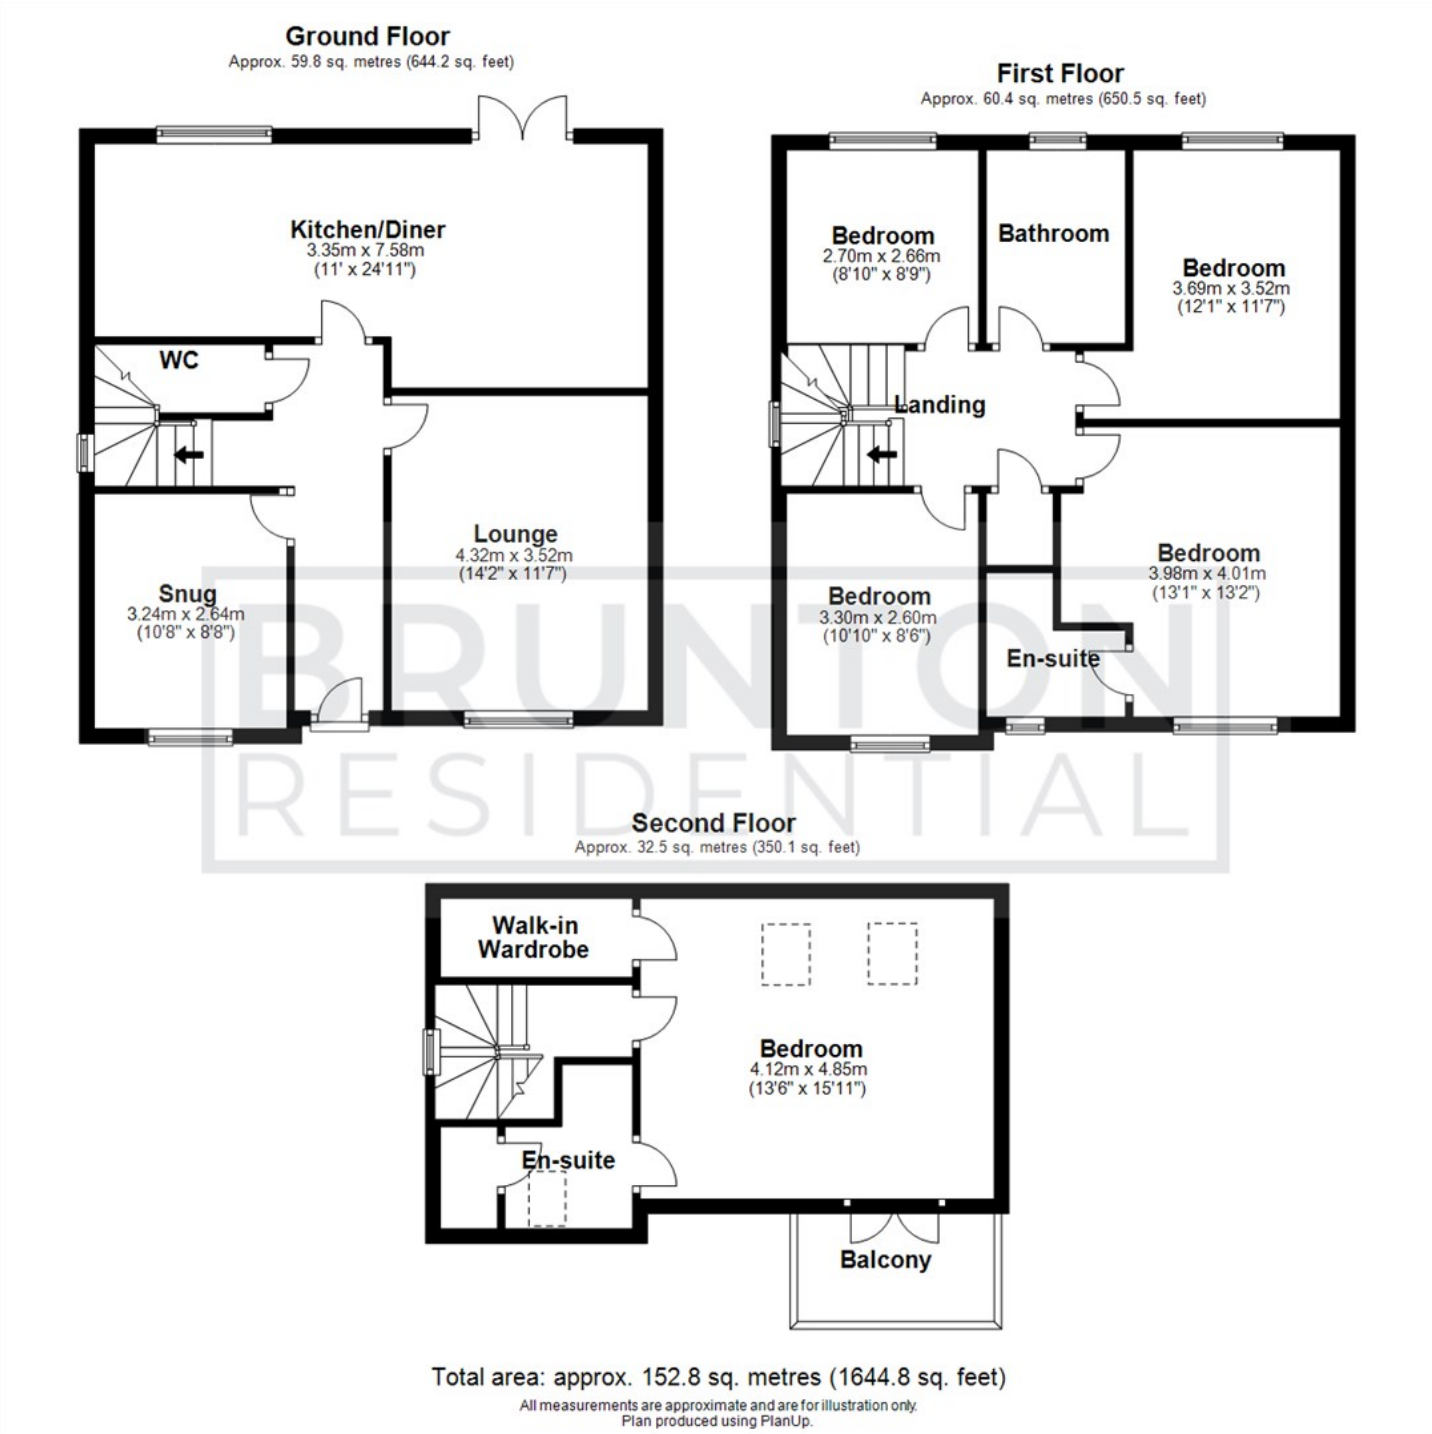 Ground Floor
Approx. 59.8 sq. metres (644.2 sq. feet)
Kitchen/Diner
3.35m x 7.58m
(11' x 24'11")
WC
Lounge
4.32m x 3.52m
(14'2" x 11'7")
Snug
3.24m x 2.64m
(10'8" x 8'8")
First Floor
Approx. 60.4 sq. metres (650.5 sq. feet)
Bedroom
2.70m x 2.66m
(8'10" x 8'9")
Bathroom
Bedroom
3.69m x 3.52m
(12'1" x 11'7")
Landing
Bedroom
3.98m x 4.01m
(13'1" x 13'2")
Bedroom
3.30m x 2.60m
(10'10" x 8'6")
En-suite
BRUNTON
RESIDENTIAL
Second Floor
Approx. 32.5 sq. metres (350.1 sq. feet)
Walk-in
Wardrobe
Bedroom
4.12m x 4.85m
(13'6" x 15'11")
En-suite
Balcony
Total area: approx. 152.8 sq. metres (1644.8 sq. feet)
All measurements are approximate and are for illustration only.
Plan produced using PlanUp.